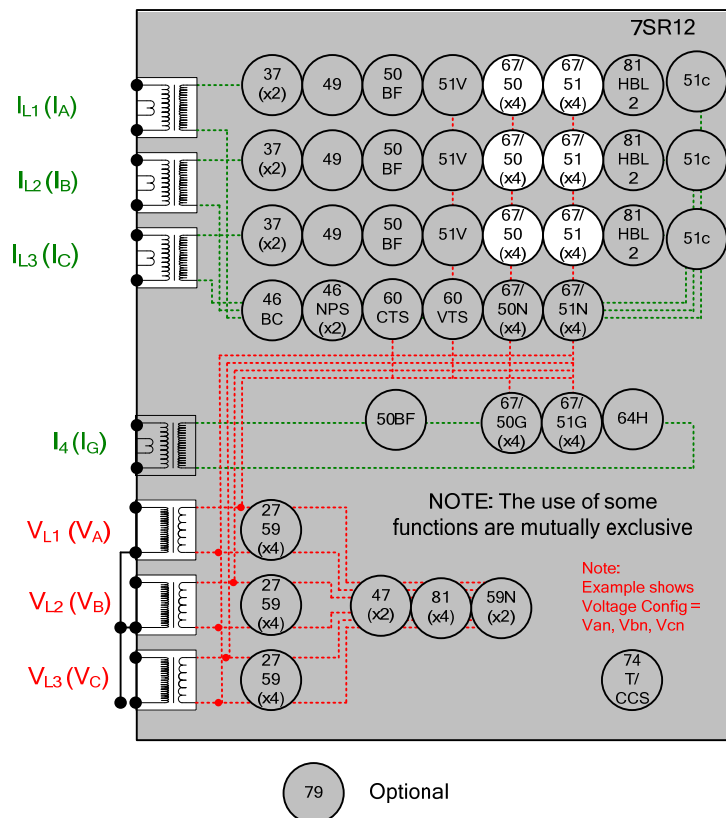 7SR12
IL1 (IA)
37
(x2)
49
50
BF
51V
67/
50
(x4)
67/
51
(x4)
81
HBL
2
51c
IL2 (IB)
37
(x2)
49
50
BF
51V
67/
50
(x4)
67/
51
(x4)
81
HBL
2
51c
IL3 (IC)
37
(x2)
49
50
BF
51V
67/
50
(x4)
67/
51
(x4)
81
HBL
2
51c
46
BC
46
NPS
(x2)
60
CTS
60
VTS
67/
50N
(x4)
67/
51N
(x4)
I4 (IG)
50BF
67/
50G
(x4)
67/
51G
(x4)
64H
VL1 (VA)
27
59
(x4)
NOTE: The use of some
functions are mutually exclusive
VL2 (VB)
27
59
(x4)
47
(x2)
81
(x4)
59N
(x2)
Note:
Example shows
Voltage Config =
Van, Vbn, Vcn
VL3 (VC)
27
59
(x4)
74
T/
CCS
79
Optional